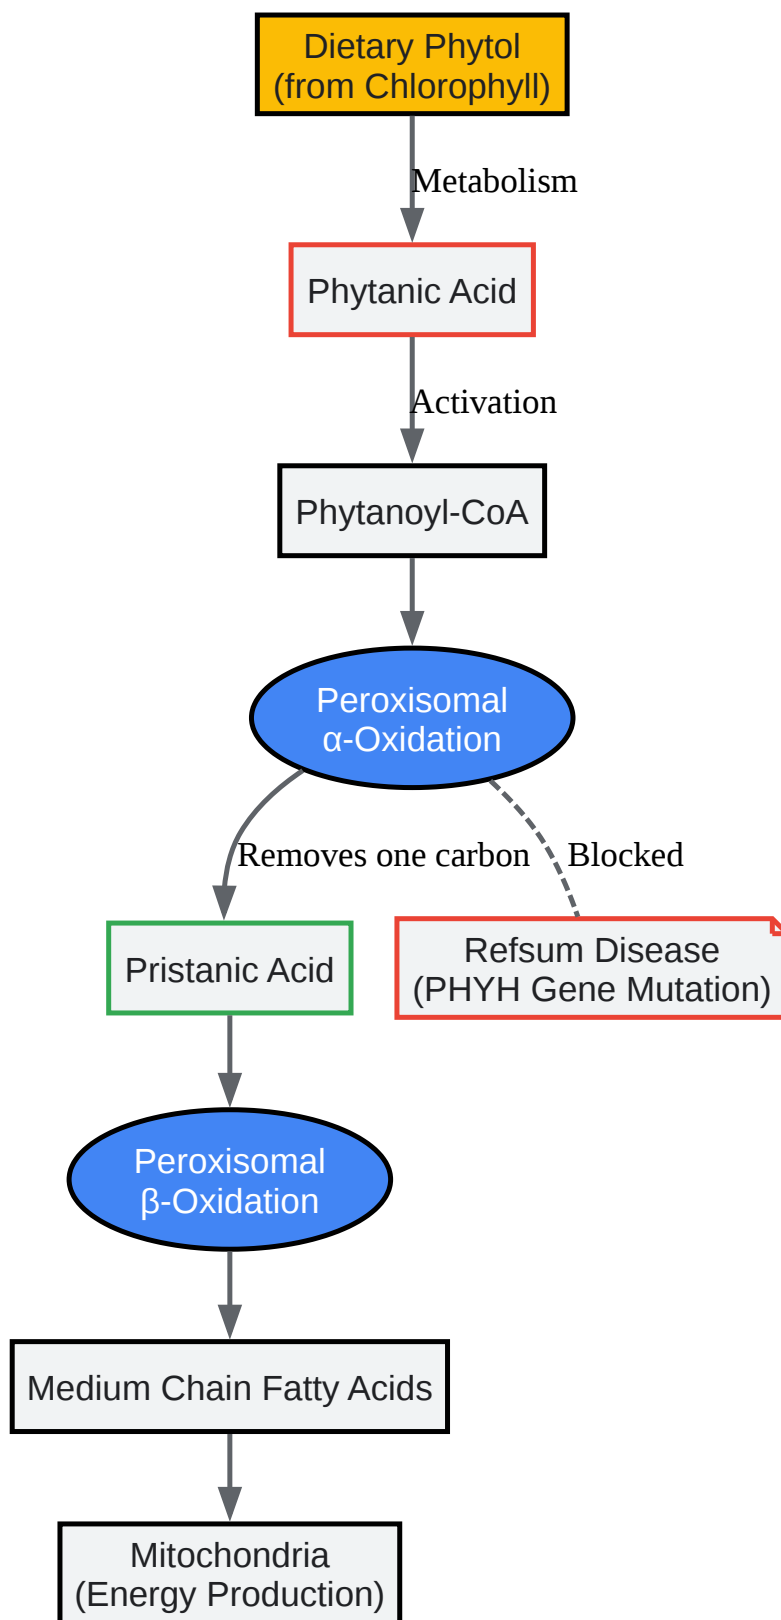 Dietary Phytol
(from Chlorophyll)
Metabolism
Phytanic Acid
Activation
Phytanoyl-CoA
Peroxisomal
α-Oxidation
Removes one carbon
Blocked
Pristanic Acid
Refsum Disease
(PHYH Gene Mutation)
Peroxisomal
β-Oxidation
Medium Chain Fatty Acids
Mitochondria
(Energy Production)